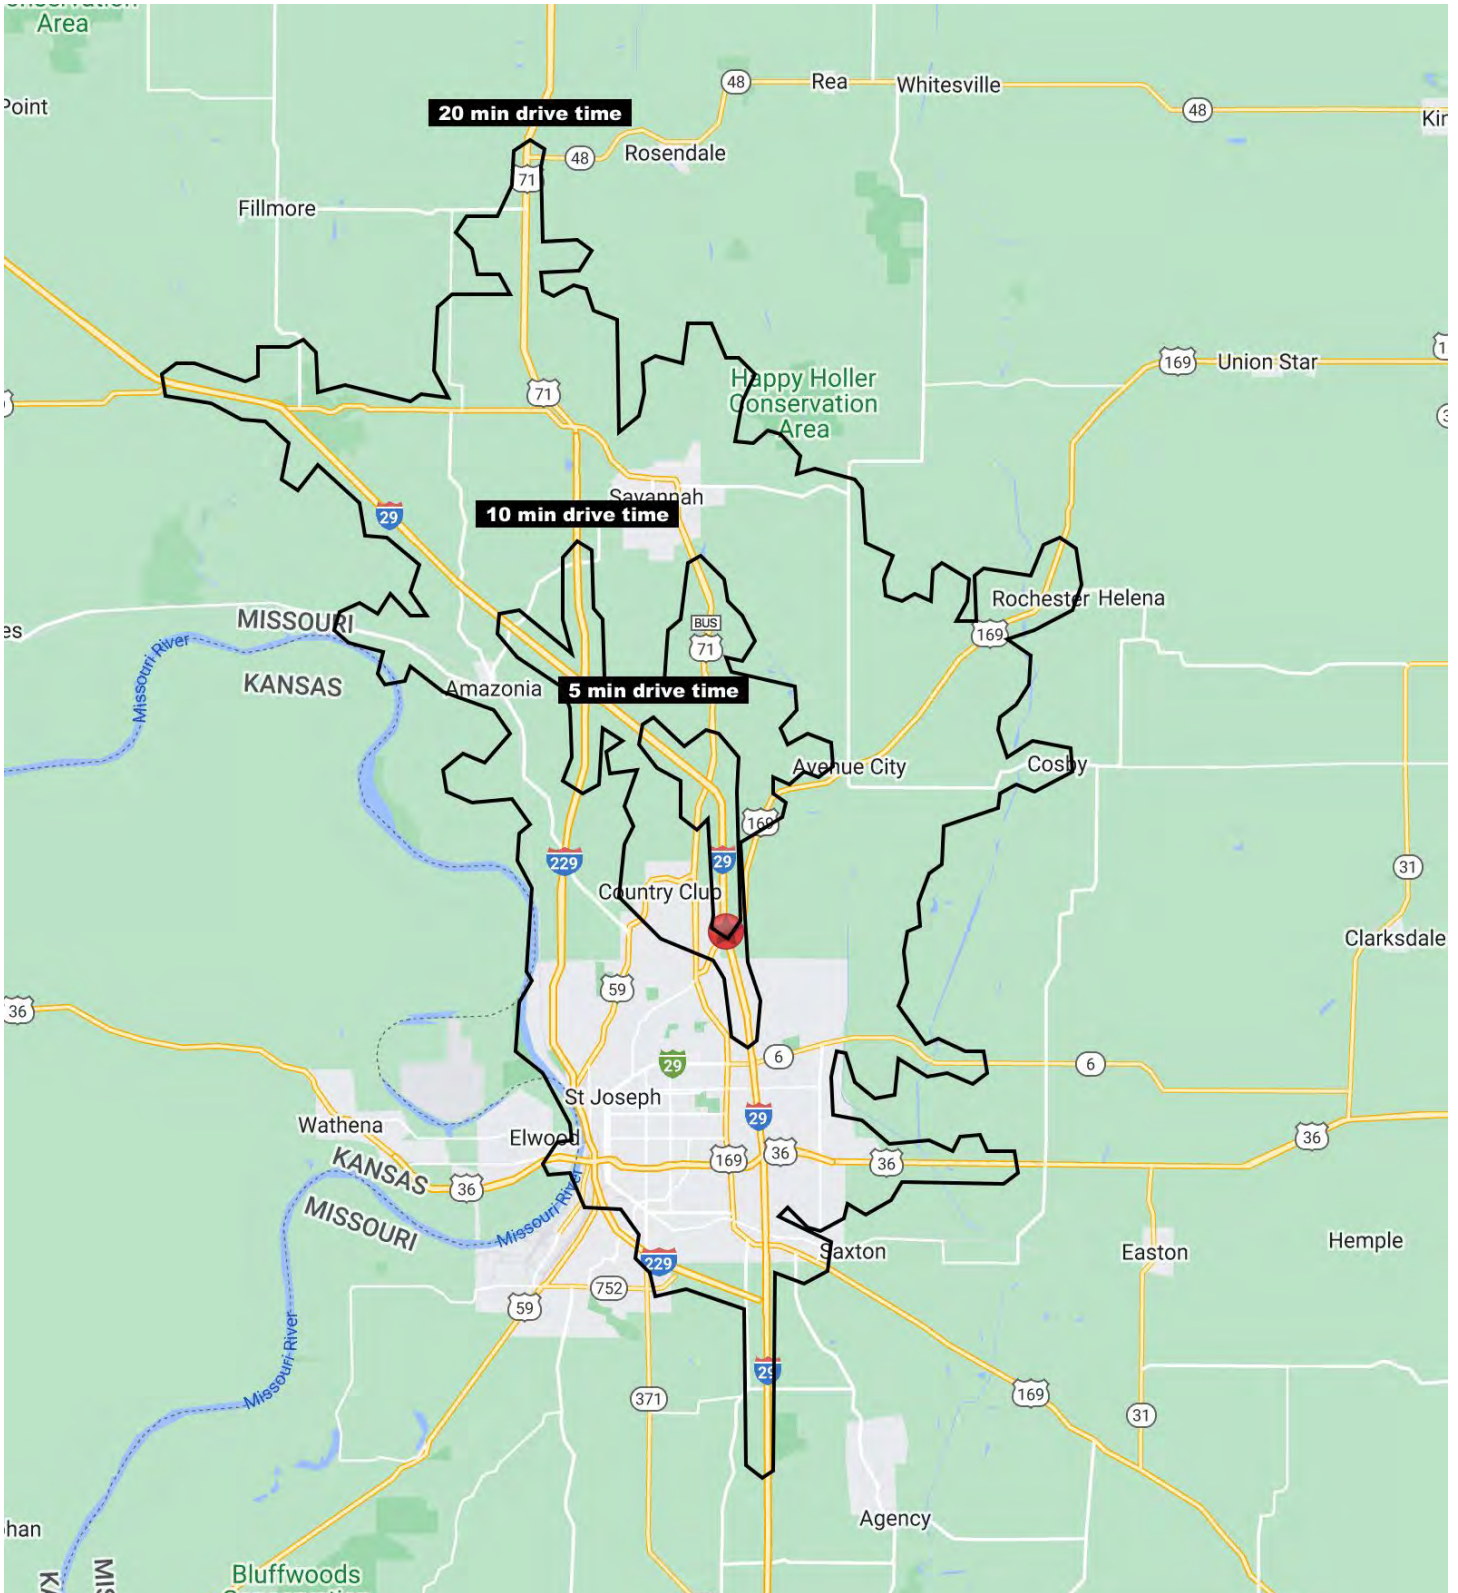 Area
Point
48
Rea
Whitesville
48
20 min drive time
48
Rosendale
71
Fillmore
169
Union Star
71
Happy Holler
Conservation
Area
Savannah
10 min drive time
29
Rochester
Helena
MISSOURI
BUS
71
169
Missouri River
KANSAS
Amazonia
5 min drive time
Avenue City
Cosby
169
229
29
31
Country Club
Clarksdale
59
36
29
6
6
St Joseph
29
Wathena
Elwood
36
KANSAS
169
36
36
36
MISSOURI
Missouri River
Saxton
Easton
Hemple
229
752
59
Missouri River
29
371
169
31
Agency
Bluffwoods